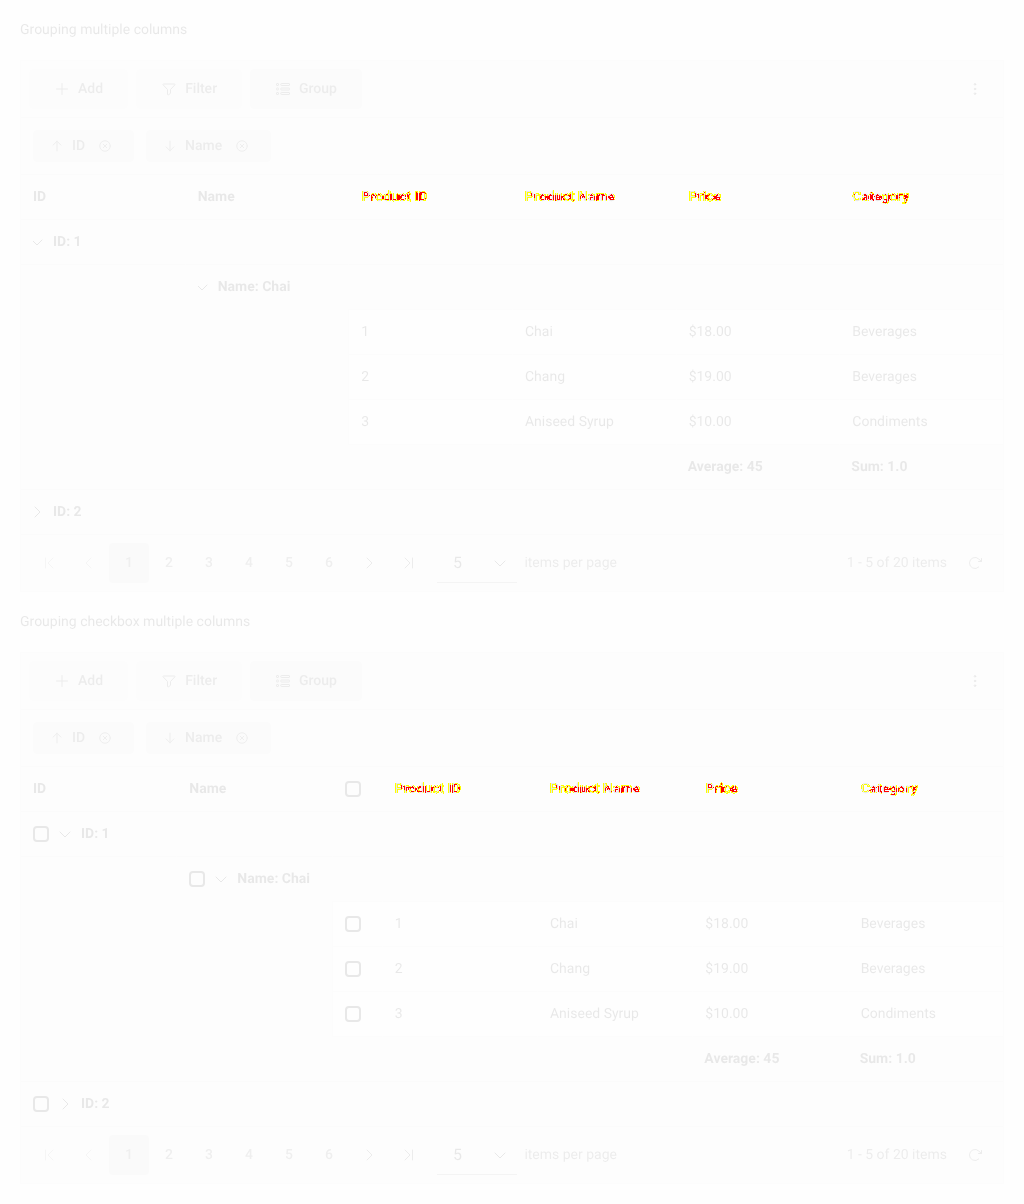 Grouping multiple columns
Add Filter Group
ID Name
ID Name Product ID Product Name Price Category
ID: 1
Name: Chai
1 Chai $18.00 Beverages
2 Chang $19.00 Beverages
3 Aniseed Syrup $10.00 Condiments
Average: 45 Sum: 1.0
ID: 2
1 2 3 4 5 6 5 items per page 1 - 5 of 20 items
Grouping checkbox multiple columns
Add Filter Group
ID Name
ID Name Product ID Product Name Price Category
ID: 1
Name: Chai
1 Chai $18.00 Beverages
2 Chang $19.00 Beverages
3 Aniseed Syrup $10.00 Condiments
Average: 45 Sum: 1.0
ID: 2
1 2 3 4 5 6 5 items per page 1 - 5 of 20 items